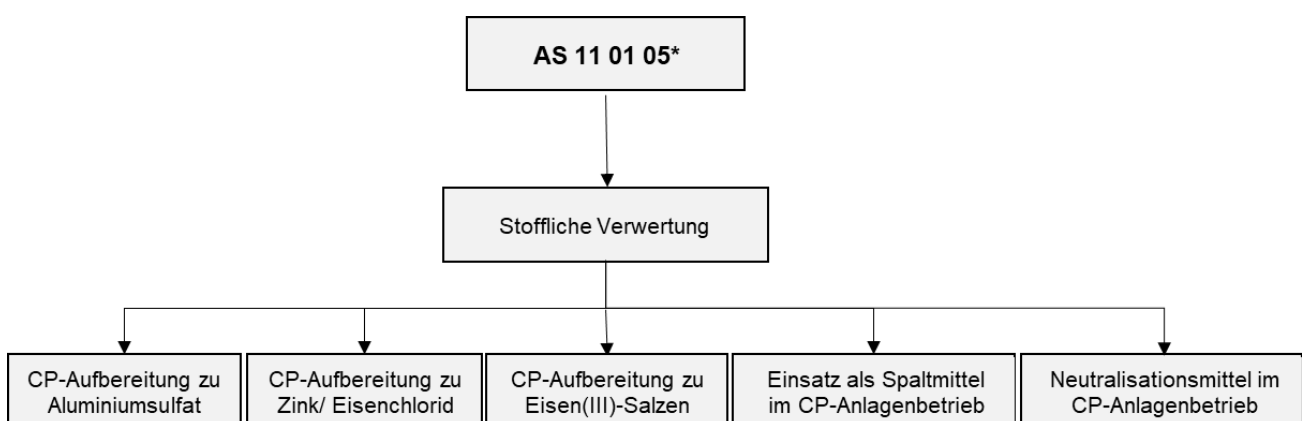 AS 11 01 05*
Stoffliche Verwertung
CP-Aufbereitung zu
Aluminiumsulfat
CP-Aufbereitung zu
Zink/ Eisenchlorid
CP-Aufbereitung zu
Eisen(III)-Salzen
Einsatz als Spaltmittel
im CP-Anlagenbetrieb
Neutralisationsmittel im
CP-Anlagenbetrieb